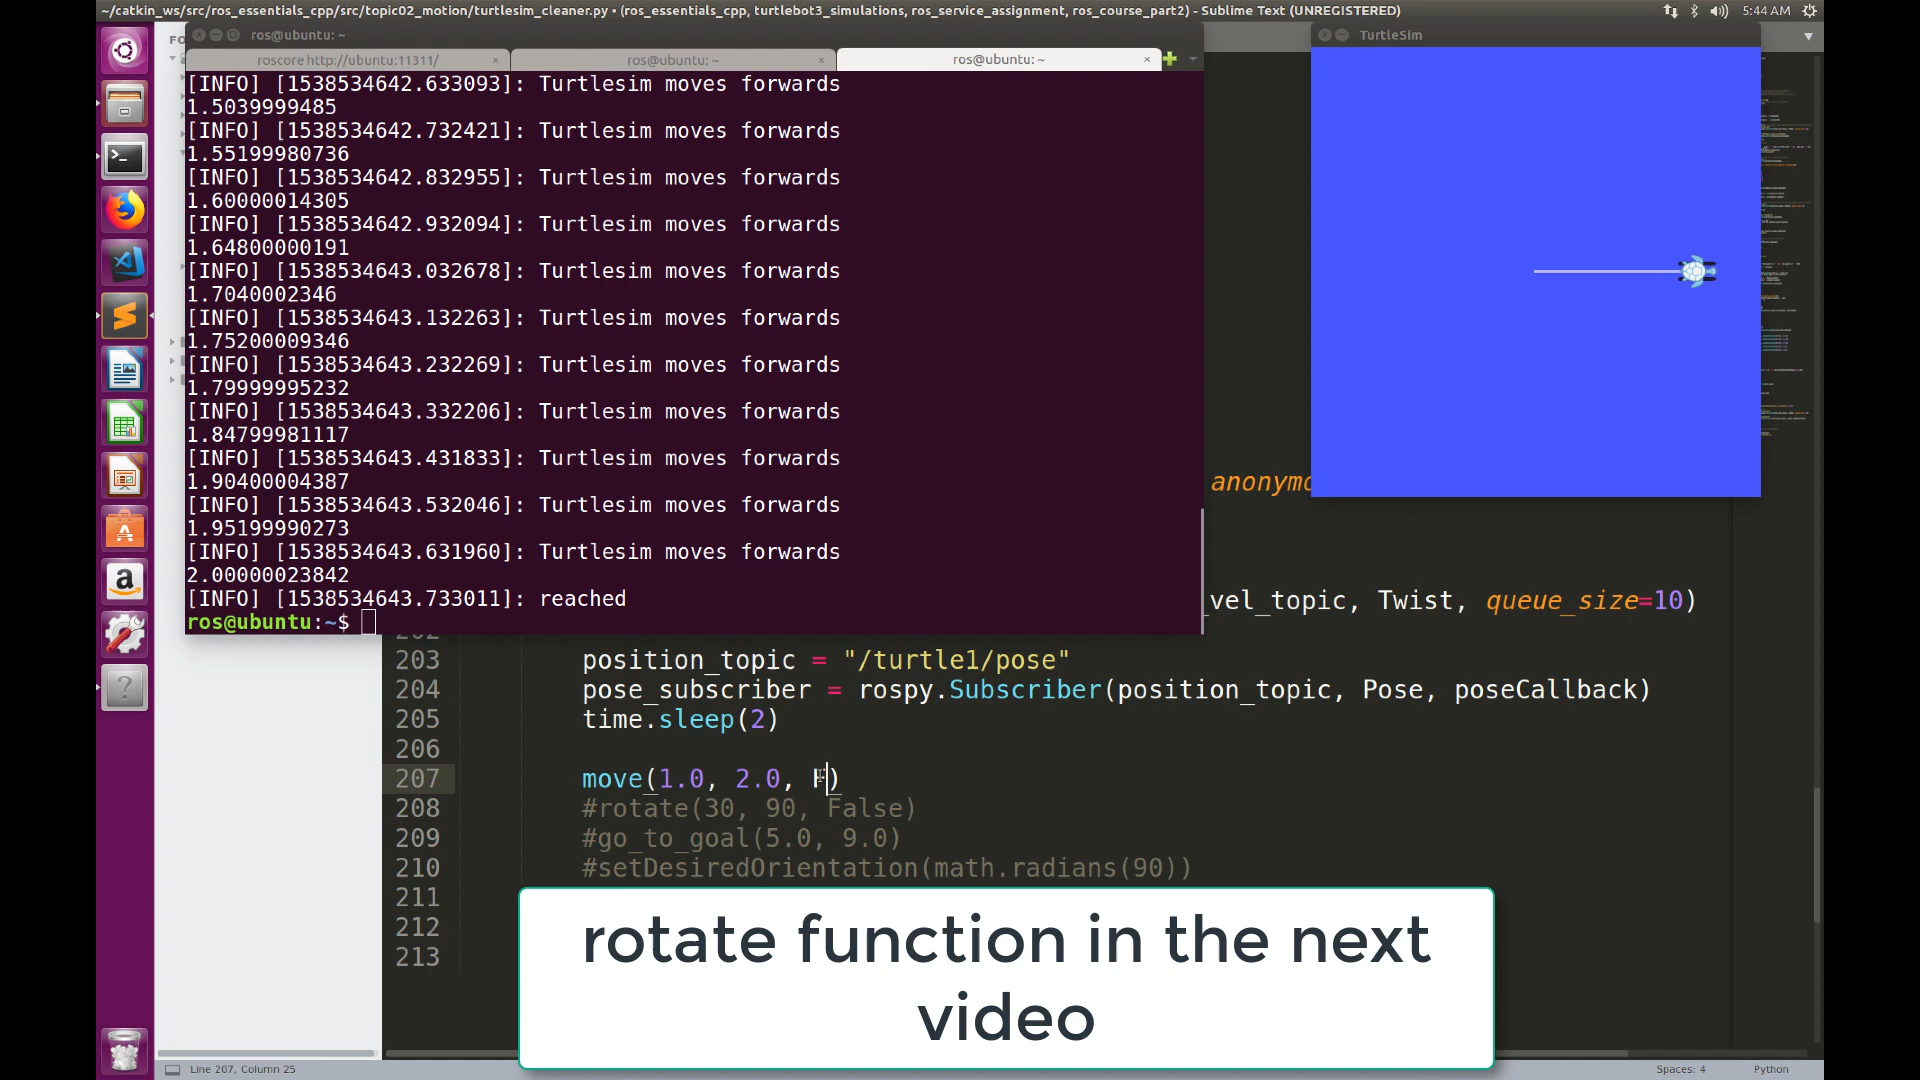 ~/catkin_ws/src/ros_essentials_cpp/src/topic02_motion/turtlesim_cleaner.py • (ros_essentials_cpp, turtlebot3_simulations, ros_service_assignment, ros_course_part2) - Sublime Text (UNREGISTERED)
5:44 AM
FO
ros@ubuntu: ~
TurtleSim
roscore http://ubuntu:11311/
ros@ubuntu: ~
ros@ubuntu: ~
[INFO] [1538534642.633093]: Turtlesim moves forwards
1.5039999485
[INFO] [1538534642.732421]: Turtlesim moves forwards
1.55199980736
[INFO] [1538534642.832955]: Turtlesim moves forwards
1.60000014305
[INFO] [1538534642.932094]: Turtlesim moves forwards
1.64800000191
[INFO] [1538534643.032678]: Turtlesim moves forwards
1.7040002346
[INFO] [1538534643.132263]: Turtlesim moves forwards
1.75200009346
[INFO] [1538534643.232269]: Turtlesim moves forwards
1.79999995232
[INFO] [1538534643.332206]: Turtlesim moves forwards
1.84799981117
[INFO] [1538534643.431833]: Turtlesim moves forwards
1.90400004387
[INFO] [1538534643.532046]: Turtlesim moves forwards
1.95199990273
[INFO] [1538534643.631960]: Turtlesim moves forwards
2.00000023842
[INFO] [1538534643.733011]: reached
ros@ubuntu:~$
anonymo
vel_topic, Twist, queue_size=10)
203 position_topic = "/turtle1/pose"
204 pose_subscriber = rospy.Subscriber(position_topic, Pose, poseCallback)
205 time.sleep(2)
206
207 move(1.0, 2.0, F)
208 #rotate(30, 90, False)
209 #go_to_goal(5.0, 9.0)
210 #setDesiredOrientation(math.radians(90))
211
212
213
rotate function in the next
video
Line 207, Column 25
Spaces: 4
Python